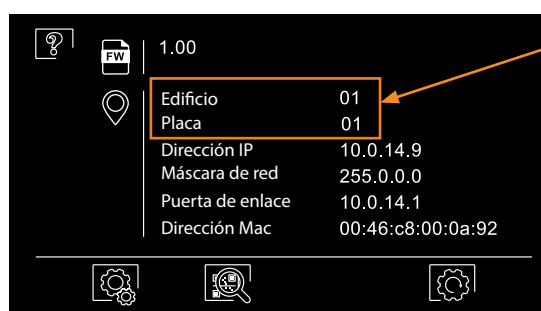 ?
FW 1.00
Edificio 01
Placa 01
Dirección IP 10.0.14.9
Máscara de red 255.0.0.0
Puerta de enlace 10.0.14.1
Dirección Mac 00:46:c8:00:0a:92